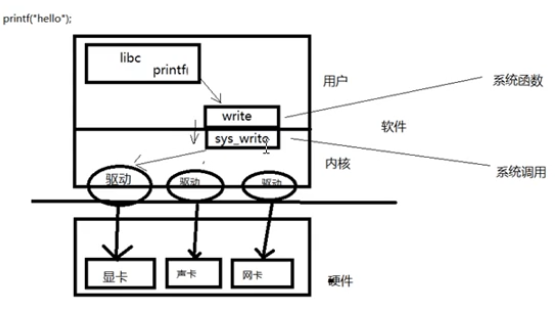 printf("hello");
libc
printf
用户
系统函数
write
软件
sys_write
内核
系统调用
驱动
驱动
驱动
显卡
声卡
网卡
硬件